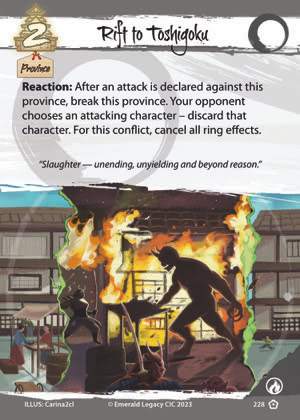 2
Rift to Toshigoku
Province
Reaction: After an attack is declared against this
province, break this province. Your opponent
chooses an attacking character – discard that
character. For this conflict, cancel all ring effects.
“Slaughter — unending, unyielding and beyond reason.”
ILLUS: Carina2cl
© Emerald Legacy CIC 2023
228